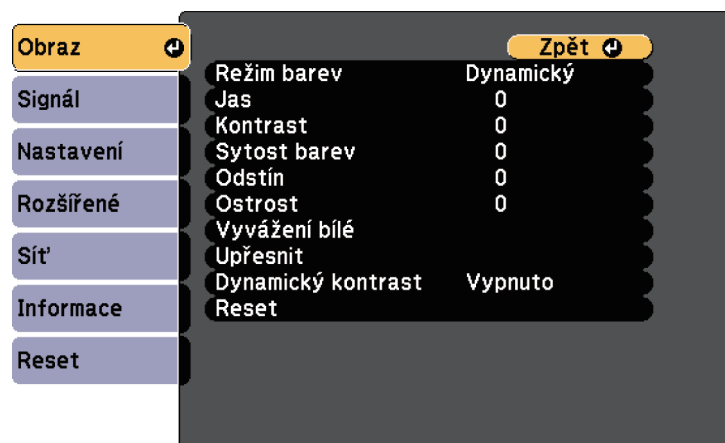 Obraz
Signál
Nastavení
Rozšířené
Síť
Informace
Reset
Zpět
Režim barev Dynamický
Jas 0
Kontrast 0
Sytost barev 0
Odstín 0
Ostrost 0
Vyvážení bílé
Upřesnit
Dynamický kontrast Vypnuto
Reset